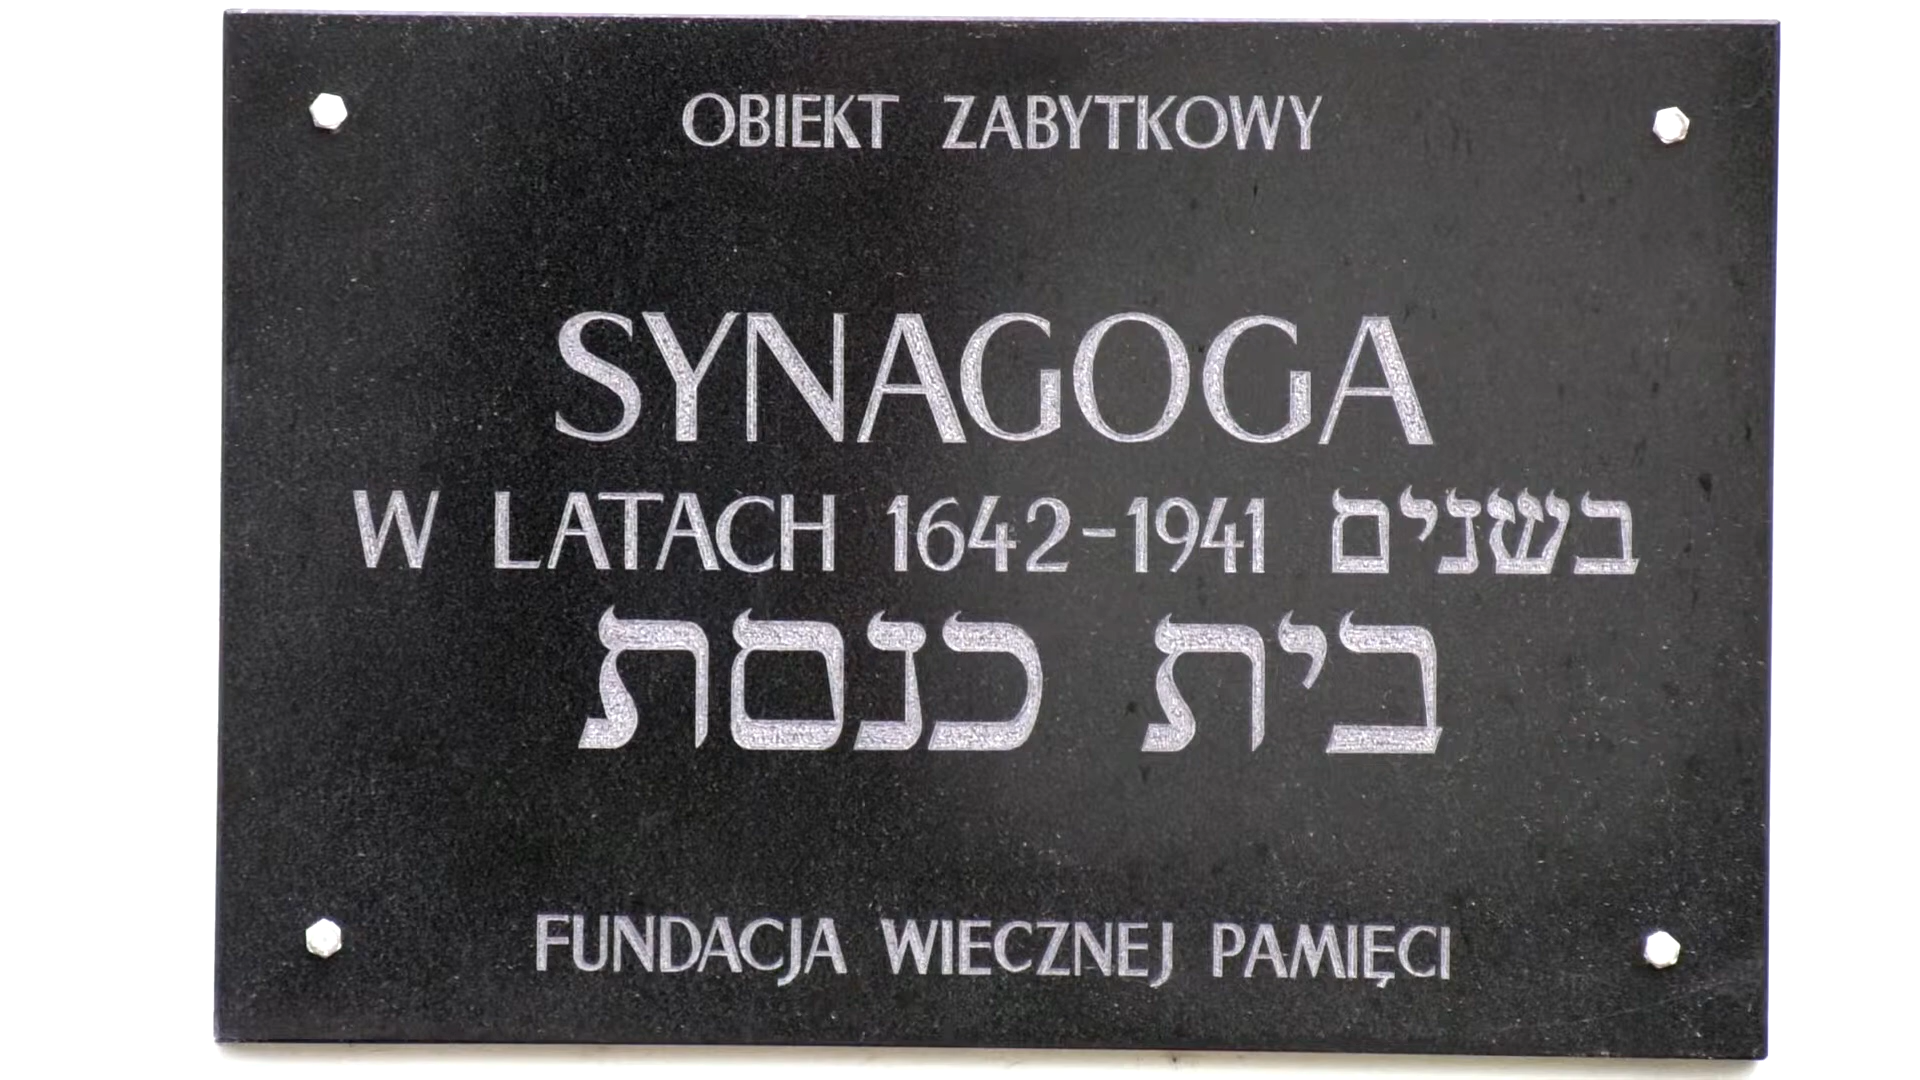 OBIEKT ZABYTKOWY
SYNAGOGA
W LATACH 1642-1941 בשנים
בית כנסת
FUNDACJA WIECZNEJ PAMIĘCI